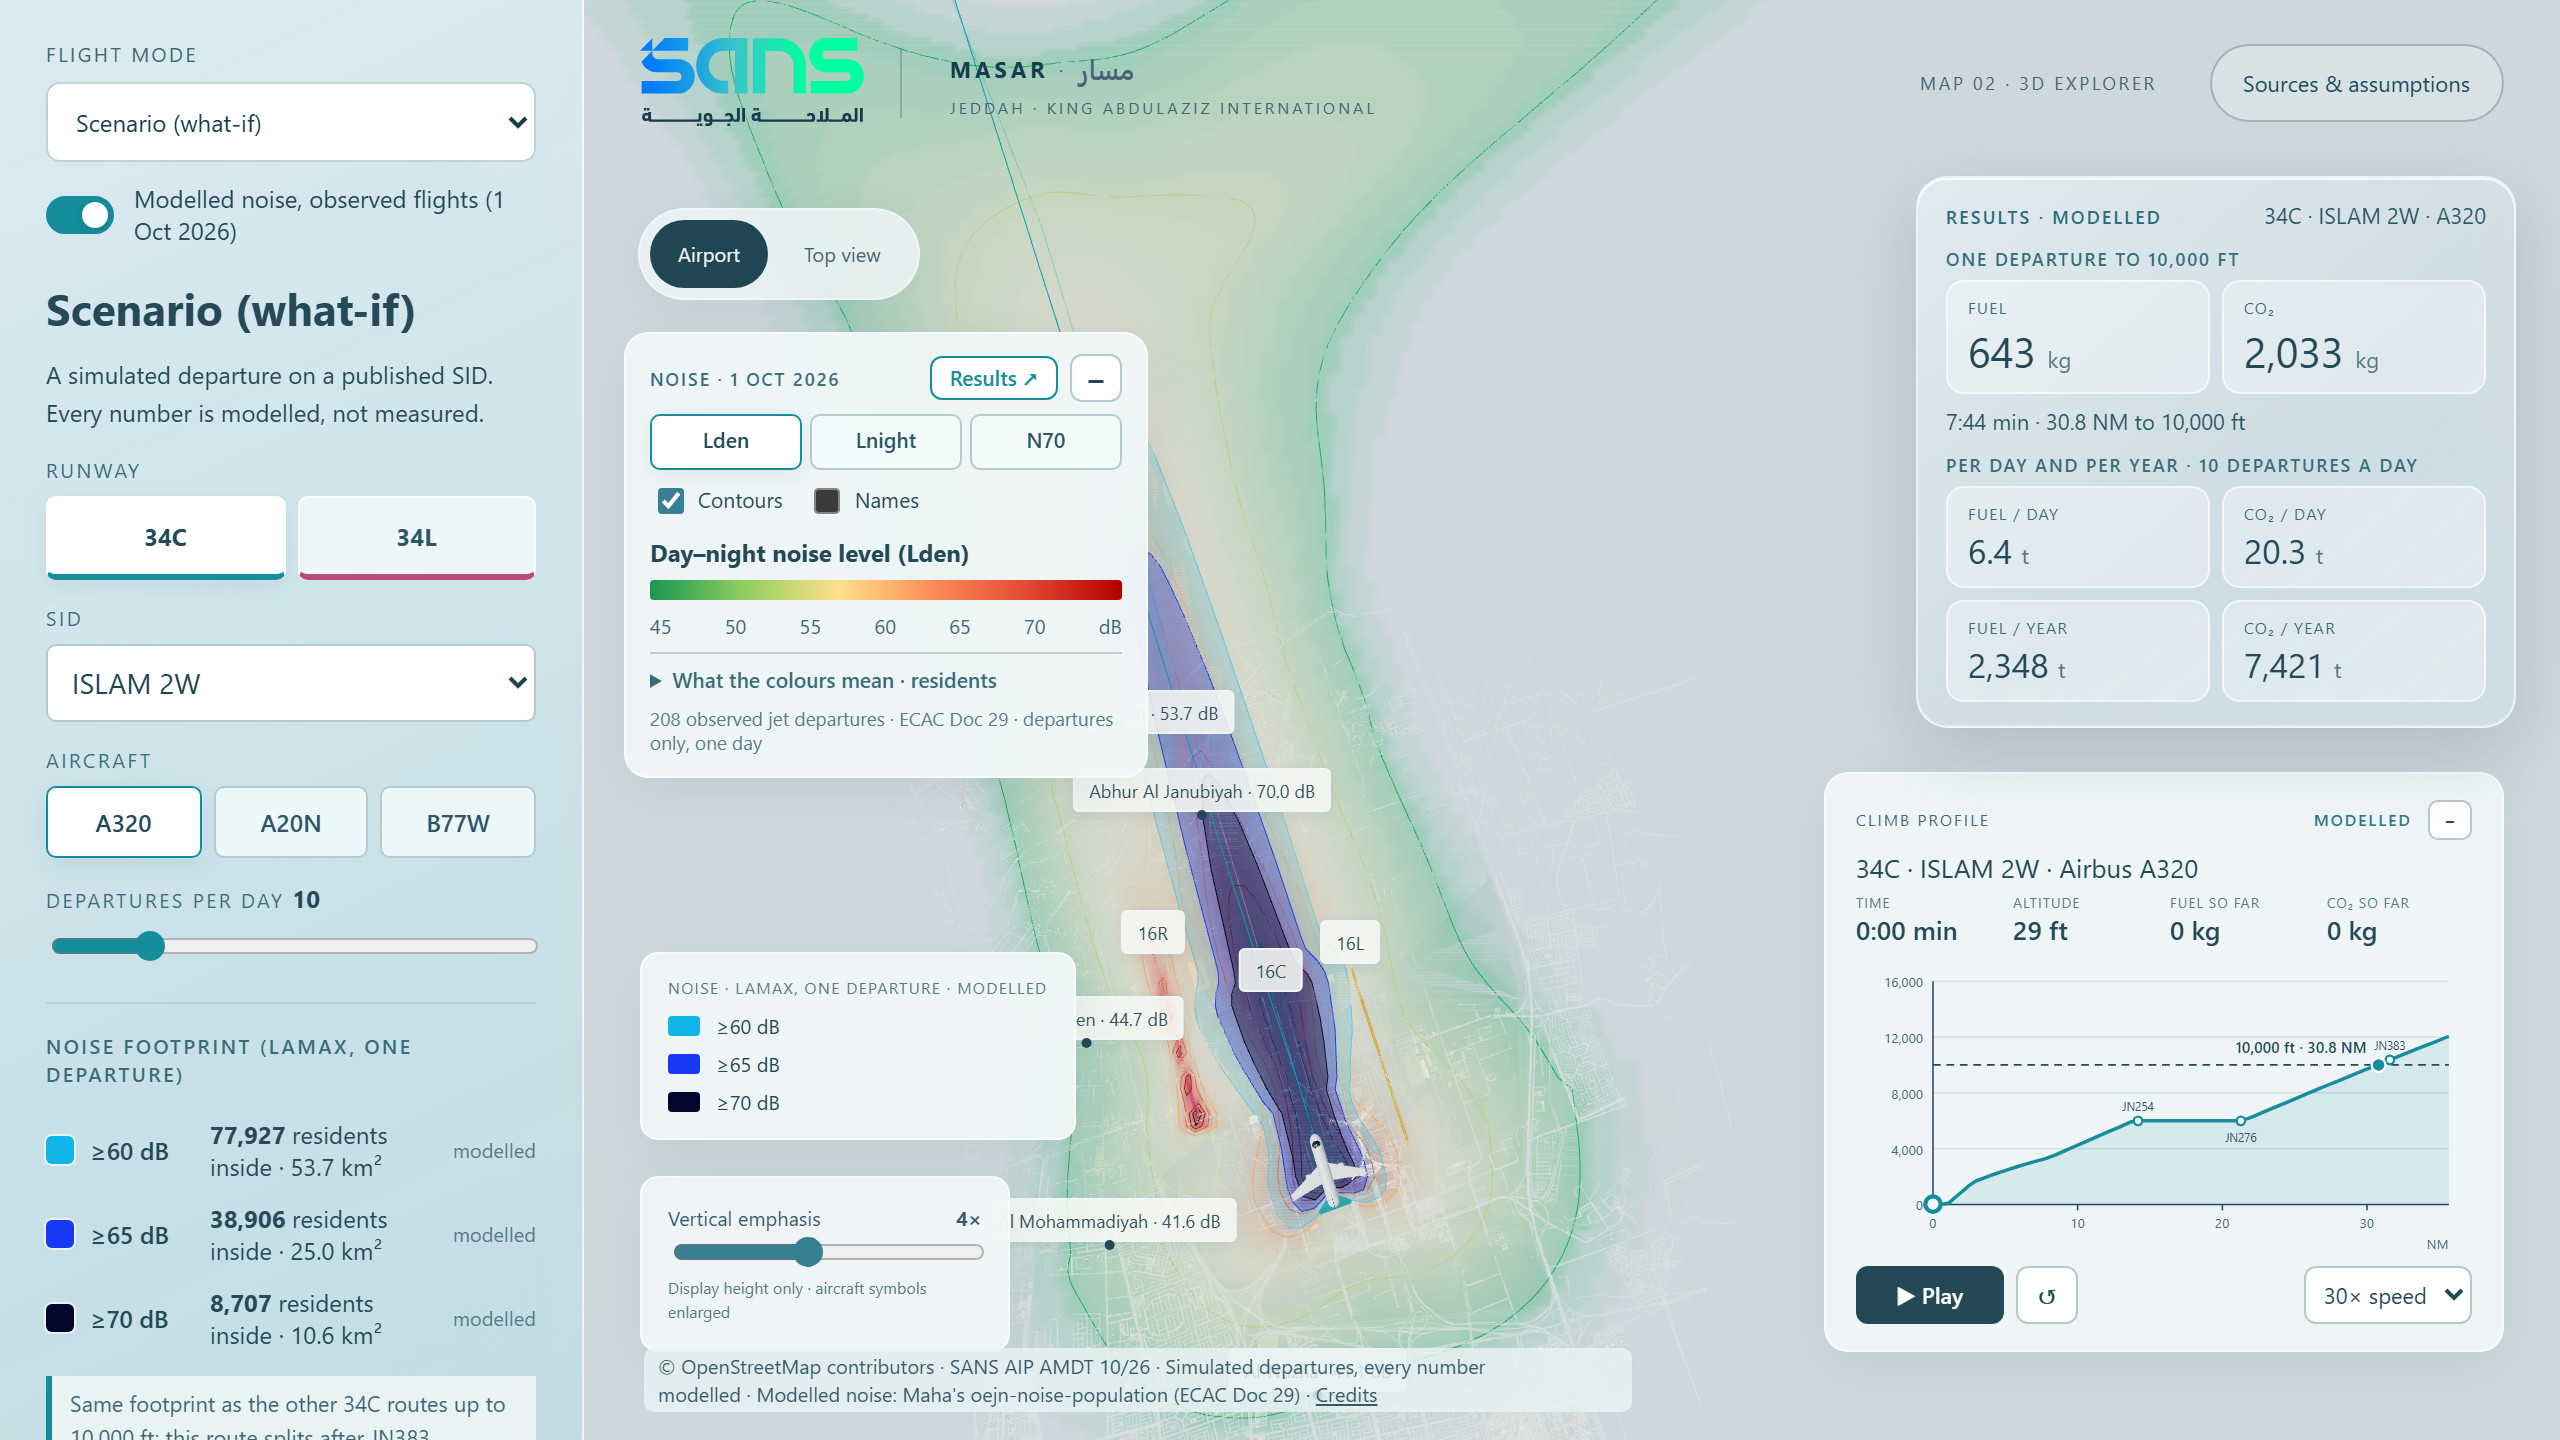 FLIGHT MODE
Scenario (what-if)
Modelled noise, observed flights (1
Oct 2026)
Scenario (what-if)
A simulated departure on a published SID.
Every number is modelled, not measured.
RUNWAY
34C
34L
SID
ISLAM 2W
AIRCRAFT
A320
A20N
B77W
DEPARTURES PER DAY 10
NOISE FOOTPRINT (LAMAX, ONE
DEPARTURE)
≥60 dB
77,927 residents
inside · 53.7 km²
modelled
≥65 dB
38,906 residents
inside · 25.0 km²
modelled
≥70 dB
8,707 residents
inside · 10.6 km²
modelled
Same footprint as the other 34C routes up to
10,000 ft; this route splits after JN383
sans
الملاحة الجوية
MASAR · مسار
JEDDAH · KING ABDULAZIZ INTERNATIONAL
MAP 02 · 3D EXPLORER
Sources & assumptions
Airport
Top view
NOISE · 1 OCT 2026
Results ↗
–
Lden
Lnight
N70
Contours
Names
Day–night noise level (Lden)
45 50 55 60 65 70 dB
▶ What the colours mean · residents
208 observed jet departures · ECAC Doc 29 · departures
only, one day
· 53.7 dB
Abhur Al Janubiyah · 70.0 dB
16R
16L
16C
en · 44.7 dB
l Mohammadiyah · 41.6 dB
NOISE · LAMAX, ONE DEPARTURE · MODELLED
≥60 dB
≥65 dB
≥70 dB
Vertical emphasis 4×
Display height only · aircraft symbols
enlarged
© OpenStreetMap contributors · SANS AIP AMDT 10/26 · Simulated departures, every number
modelled · Modelled noise: Maha's oejn-noise-population (ECAC Doc 29) · Credits
RESULTS · MODELLED
34C · ISLAM 2W · A320
ONE DEPARTURE TO 10,000 FT
FUEL
643 kg
CO₂
2,033 kg
7:44 min · 30.8 NM to 10,000 ft
PER DAY AND PER YEAR · 10 DEPARTURES A DAY
FUEL / DAY
6.4 t
CO₂ / DAY
20.3 t
FUEL / YEAR
2,348 t
CO₂ / YEAR
7,421 t
CLIMB PROFILE
MODELLED
–
34C · ISLAM 2W · Airbus A320
TIME
0:00 min
ALTITUDE
29 ft
FUEL SO FAR
0 kg
CO₂ SO FAR
0 kg
16,000
12,000
8,000
4,000
0
10,000 ft · 30.8 NM
JN383
JN254
JN276
0 10 20 30
NM
▶ Play
↺
30× speed